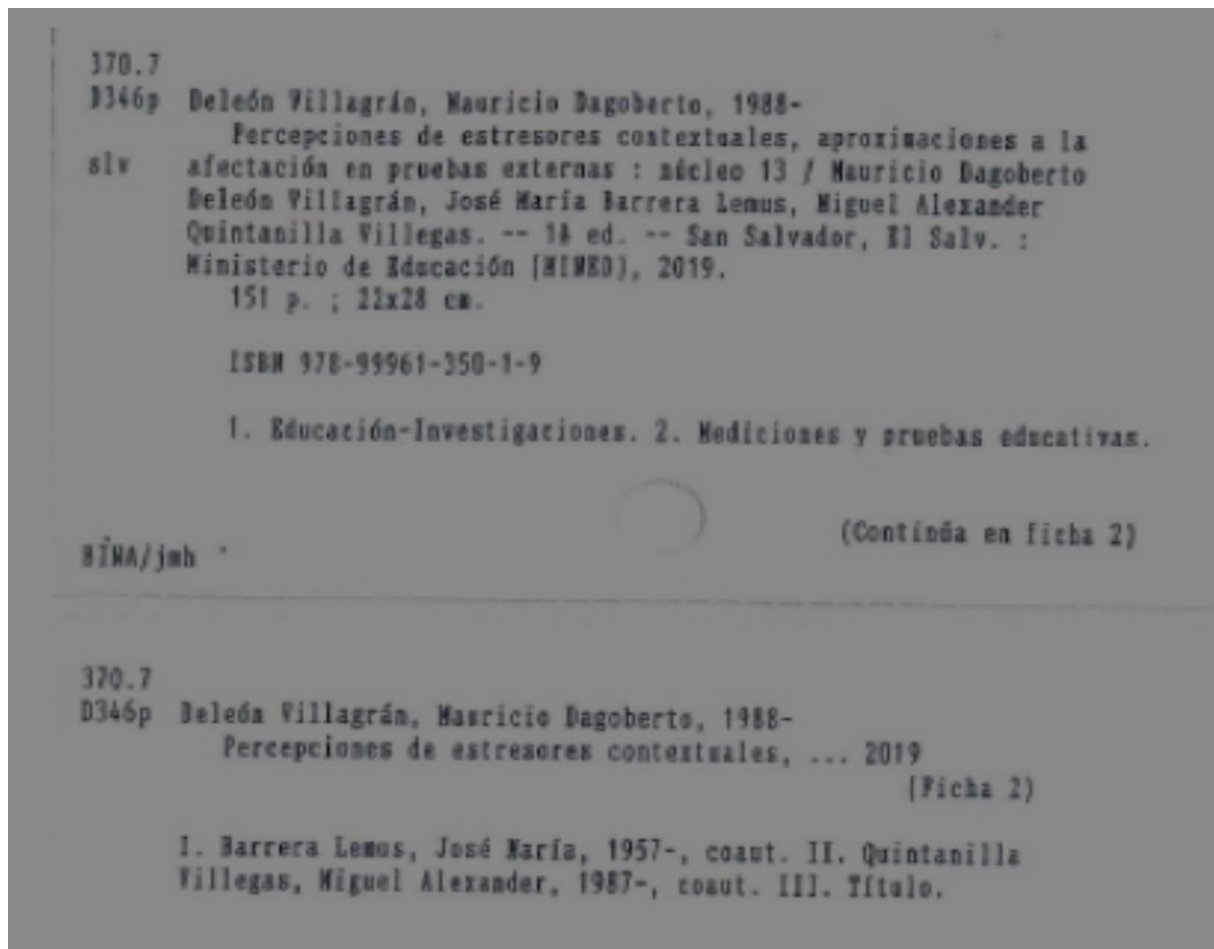 370.7
D346p Deleón Villagrán, Mauricio Dagoberto, 1988-
Percepciones de estresores contextuales, aproximaciones a la
slv afectación en pruebas externas : núcleo 13 / Mauricio Dagoberto
Deleón Villagrán, José María Barrera Lemus, Miguel Alexander
Quintanilla Villegas. -- 1ª ed. -- San Salvador, El Salv. :
Ministerio de Educación (MINED), 2019.
151 p. ; 22x28 cm.
ISBN 978-99961-350-1-9
1. Educación-Investigaciones. 2. Mediciones y pruebas educativas.
(Continúa en ficha 2)
BINA/jmh
370.7
D346p Deleón Villagrán, Mauricio Dagoberto, 1988-
Percepciones de estresores contextuales, ... 2019
(Ficha 2)
I. Barrera Lemus, José María, 1957-, coaut. II. Quintanilla
Villegas, Miguel Alexander, 1987-, coaut. III. Título.